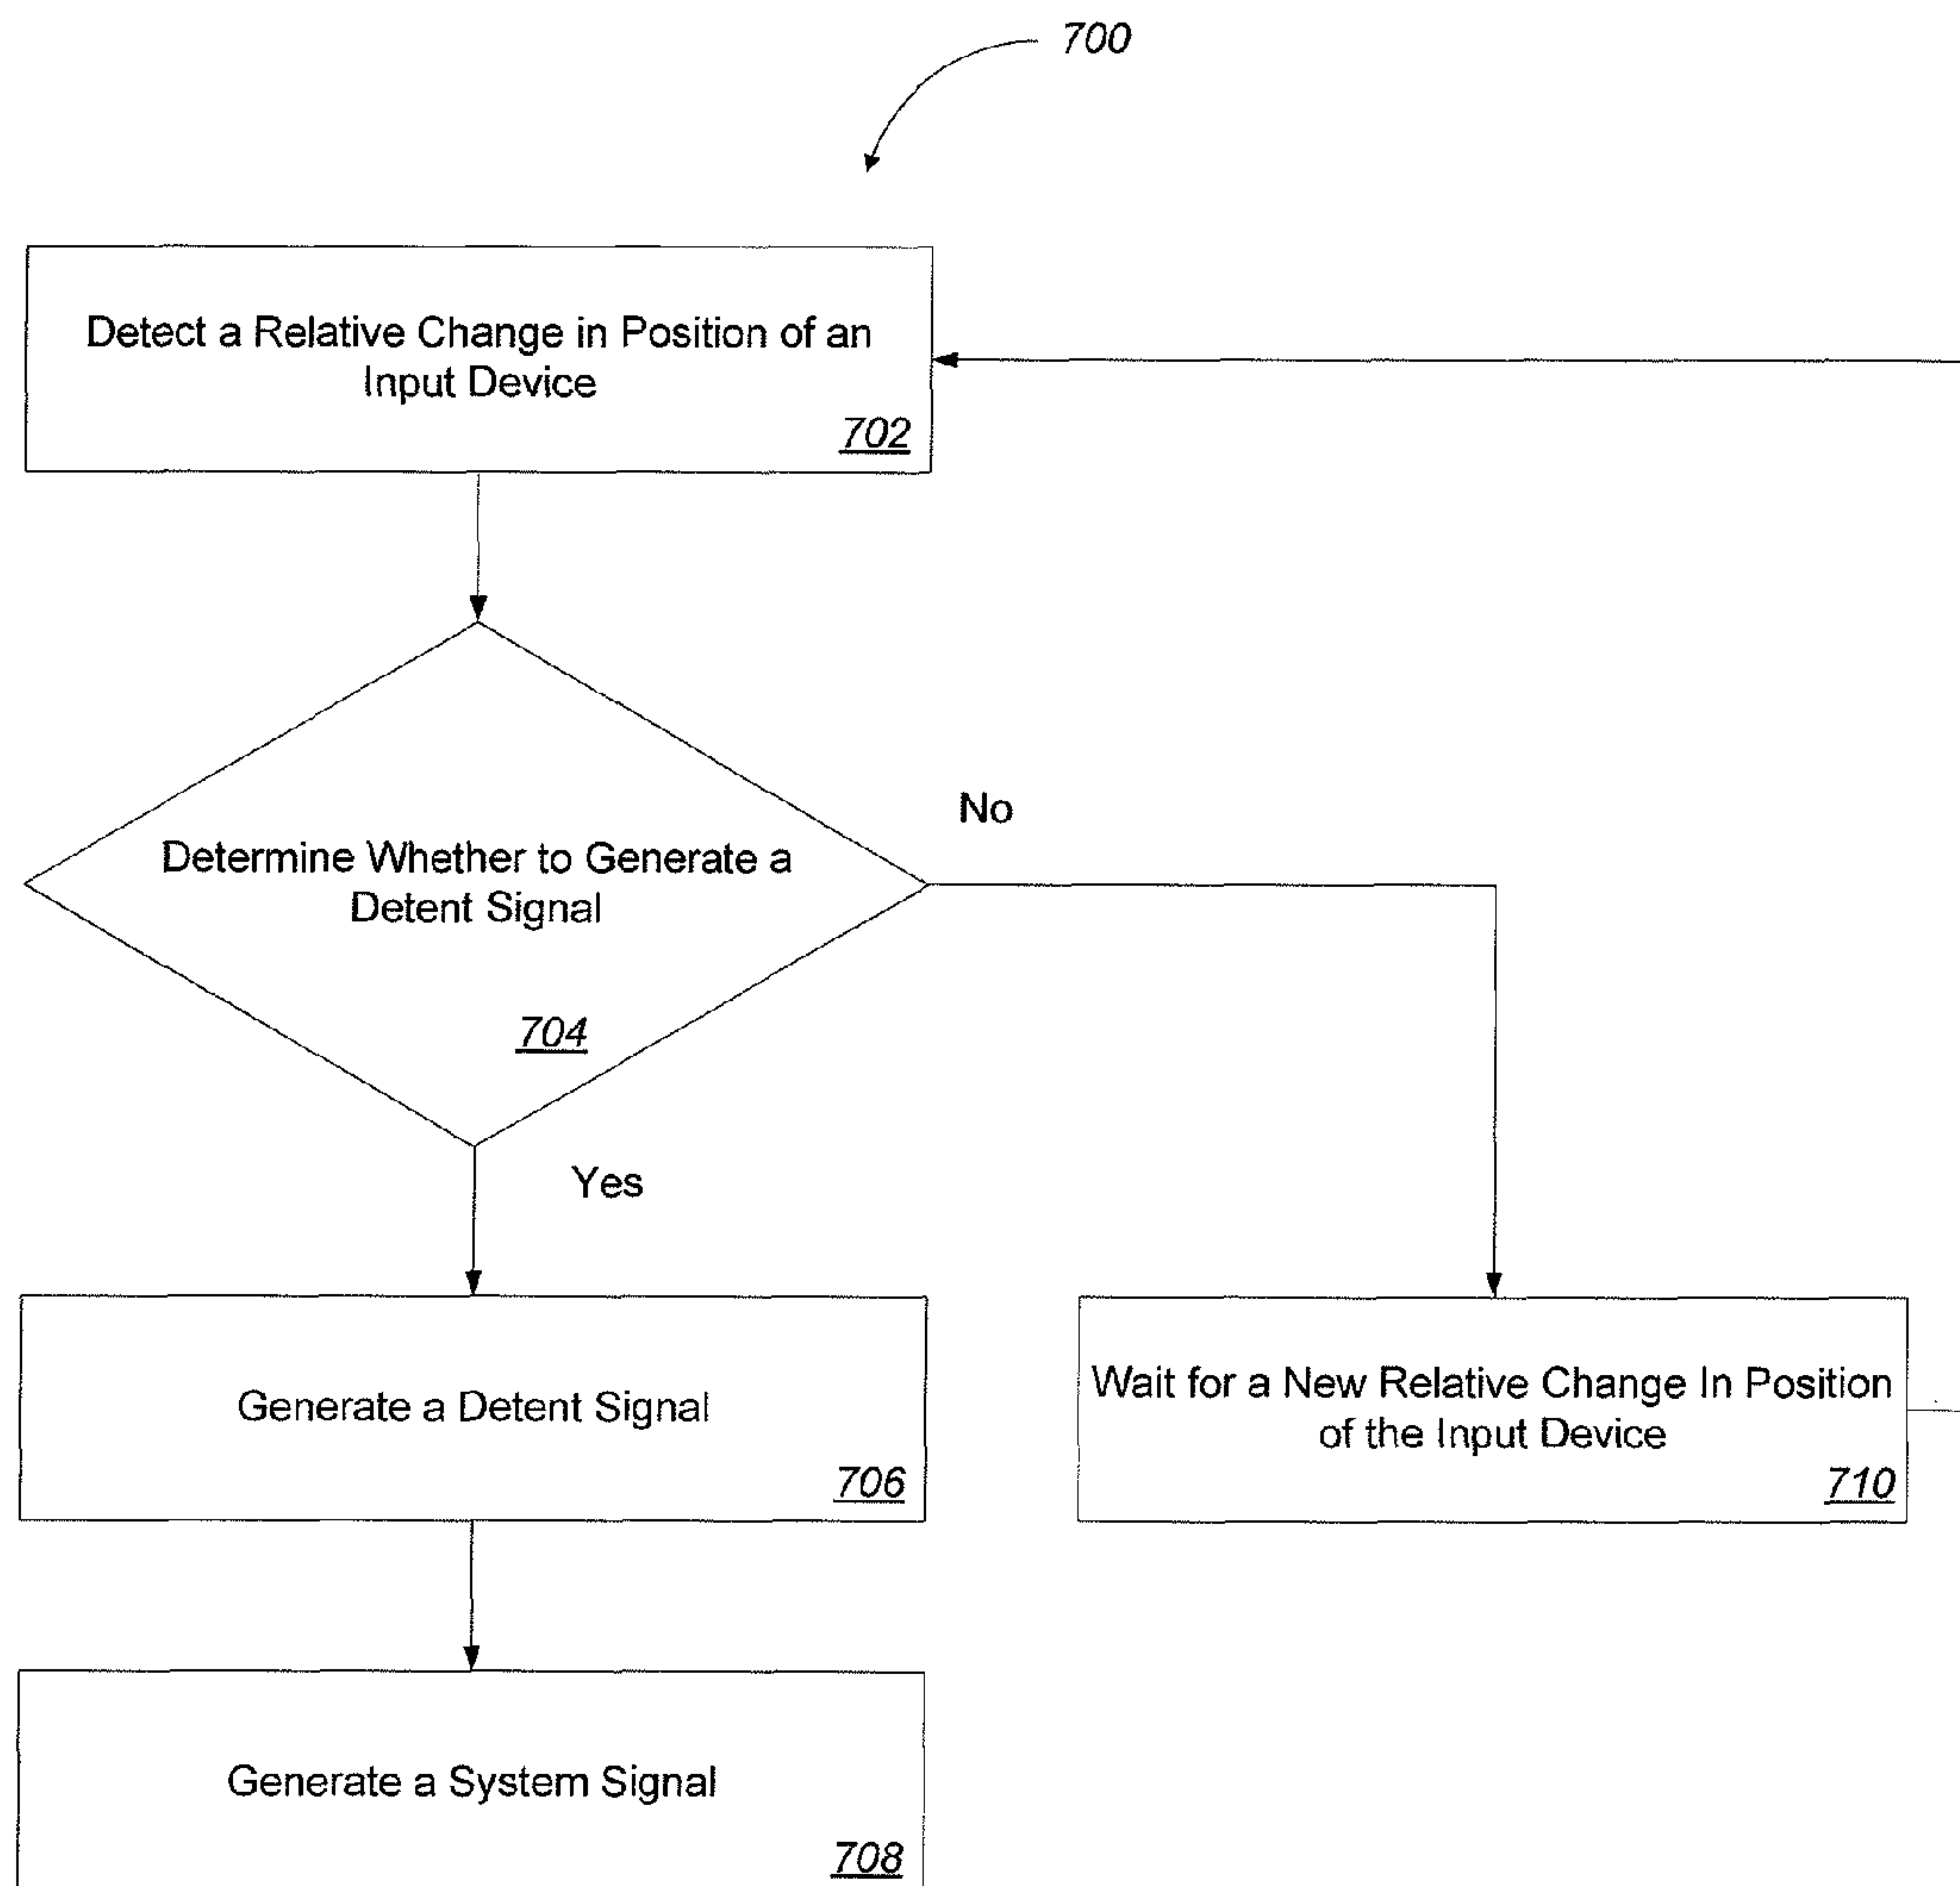 700
Detect a Relative Change in Position of an
Input Device
702
No
Determine Whether to Generate a
Detent Signal
704
Yes
Generate a Detent Signal
706
Wait for a New Relative Change In Position
of the Input Device
710
Generate a System Signal
708